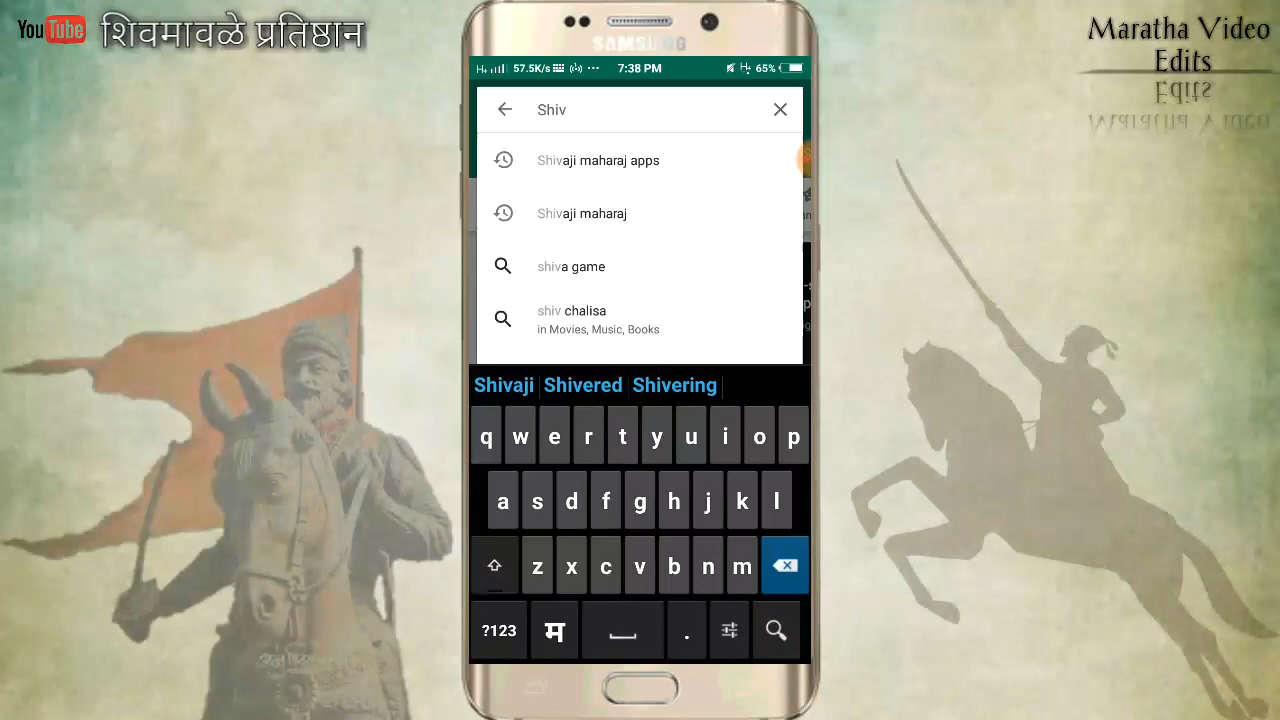 YouTube शिवमावळे प्रतिष्ठान
Maratha Video
Edits
SAMSUNG
H+ 57.5K/s ... 7:38 PM H+ 65%
Shiv
Shivaji maharaj apps
Shivaji maharaj
shiva game
shiv chalisa
in Movies, Music, Books
Shivaji Shivered Shivering
q w e r t y u i o p
a s d f g h j k l
z x c v b n m
?123 म .